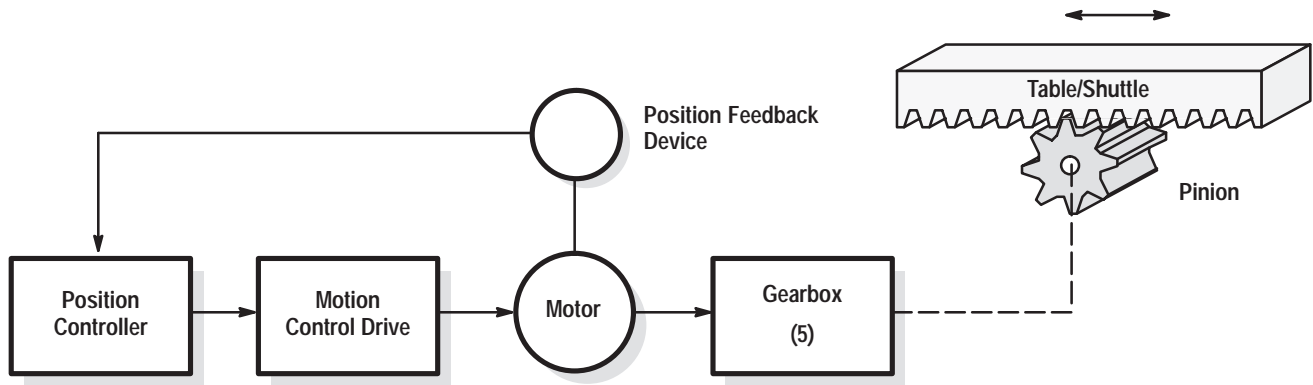 Table/Shuttle
Position Feedback
Device
Pinion
Position
Controller
Motion
Control Drive
Motor
Gearbox
(5)